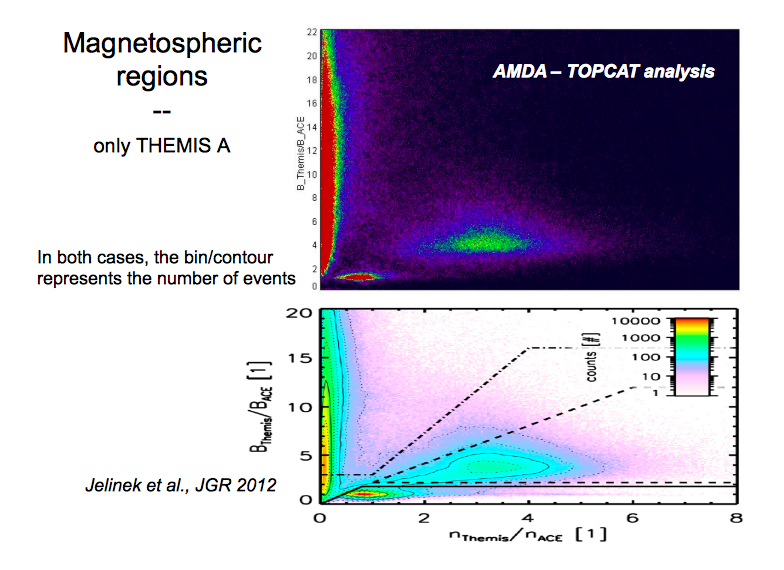 Magnetospheric
regions
--
only THEMIS A
In both cases, the bin/contour
represents the number of events
Jelinek et al., JGR 2012
AMDA – TOPCAT analysis
B_Themis/B_ACE
22
20
18
16
14
12
10
8
6
4
2
0
B_Themis/B_ACE [1]
20
15
10
5
0
counts [#]
10000
1000
100
10
1
0 2 4 6 8
n_Themis/n_ACE [1]